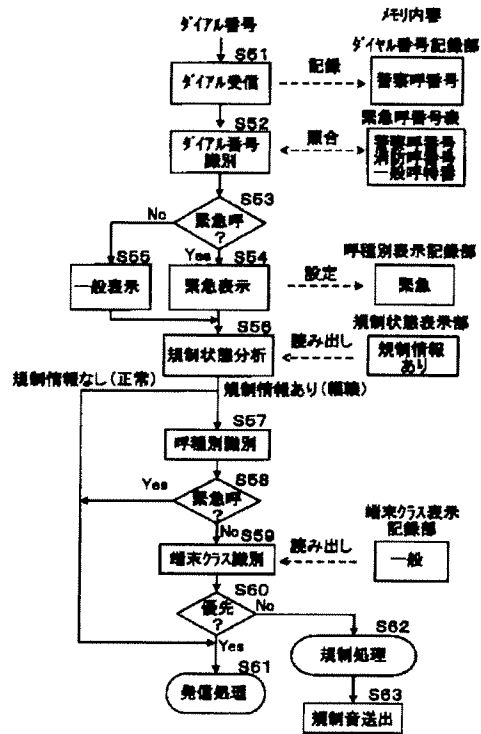 ダイアル番号
メモリ内容
S51
ダイアル受信
記録
ダイヤル番号記録部
警察呼番号
S52
ダイアル番号
識別
照合
緊急呼番号表
警察呼番号
消防呼番号
一般呼特番
S53
緊急呼
?
No
Yes
S55
一般表示
S54
緊急表示
設定
呼種別表示記録部
緊急
S56
規制状態分析
読み出し
規制状態表示部
規制情報
あり
規制情報なし(正常)
規制情報あり(輻輳)
S57
呼種別識別
S58
緊急呼
?
Yes
No
S59
端末クラス識別
読み出し
端末クラス表示
記録部
一般
S60
優先
?
No
Yes
S61
発信処理
S62
規制処理
S63
規制音送出